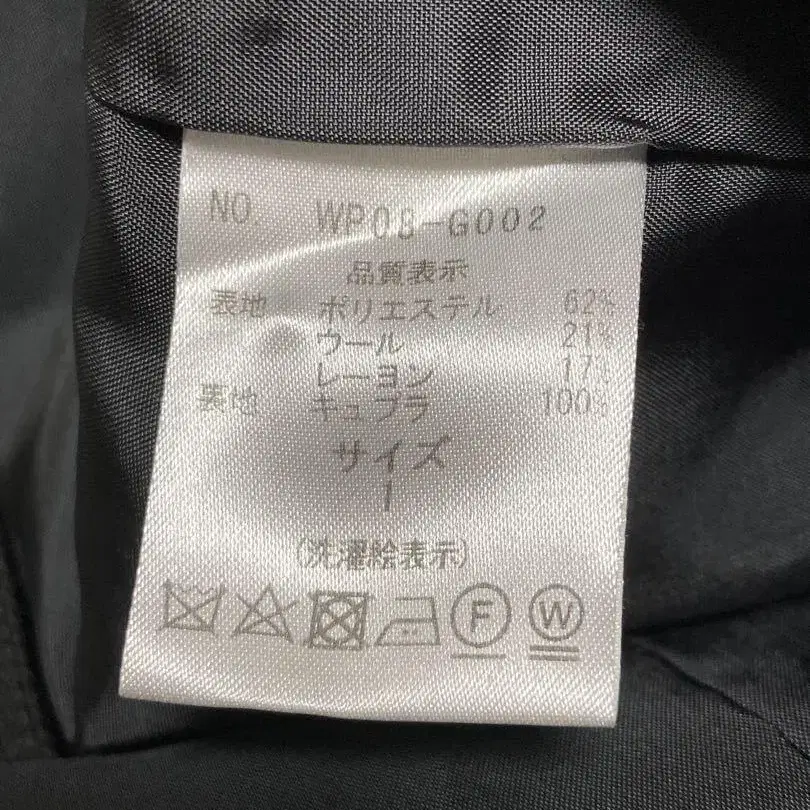 NO. WP08-G002
品質表示
表地 ポリエステル 62%
ウール 21%
レーヨン 17%
裏地 キュプラ 100%
サイズ
1
(洗濯絵表示)
F W